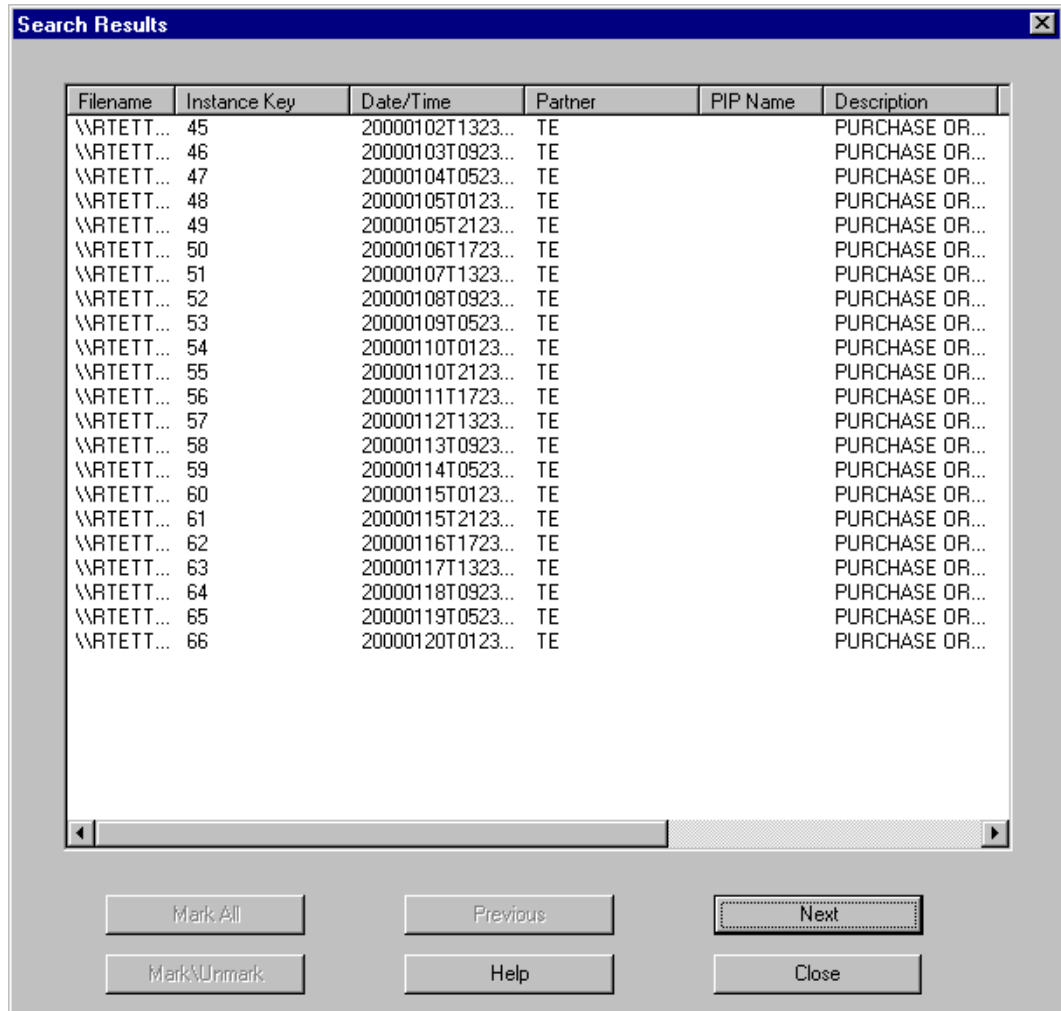 Search Results
Filename Instance Key Date/Time Partner PIP Name Description
\\RTETT... 45 20000102T1323... TE PURCHASE OR...
\\RTETT... 46 20000103T0923... TE PURCHASE OR...
\\RTETT... 47 20000104T0523... TE PURCHASE OR...
\\RTETT... 48 20000105T0123... TE PURCHASE OR...
\\RTETT... 49 20000105T2123... TE PURCHASE OR...
\\RTETT... 50 20000106T1723... TE PURCHASE OR...
\\RTETT... 51 20000107T1323... TE PURCHASE OR...
\\RTETT... 52 20000108T0923... TE PURCHASE OR...
\\RTETT... 53 20000109T0523... TE PURCHASE OR...
\\RTETT... 54 20000110T0123... TE PURCHASE OR...
\\RTETT... 55 20000110T2123... TE PURCHASE OR...
\\RTETT... 56 20000111T1723... TE PURCHASE OR...
\\RTETT... 57 20000112T1323... TE PURCHASE OR...
\\RTETT... 58 20000113T0923... TE PURCHASE OR...
\\RTETT... 59 20000114T0523... TE PURCHASE OR...
\\RTETT... 60 20000115T0123... TE PURCHASE OR...
\\RTETT... 61 20000115T2123... TE PURCHASE OR...
\\RTETT... 62 20000116T1723... TE PURCHASE OR...
\\RTETT... 63 20000117T1323... TE PURCHASE OR...
\\RTETT... 64 20000118T0923... TE PURCHASE OR...
\\RTETT... 65 20000119T0523... TE PURCHASE OR...
\\RTETT... 66 20000120T0123... TE PURCHASE OR...
Mark All Previous Next
Mark\Unmark Help Close